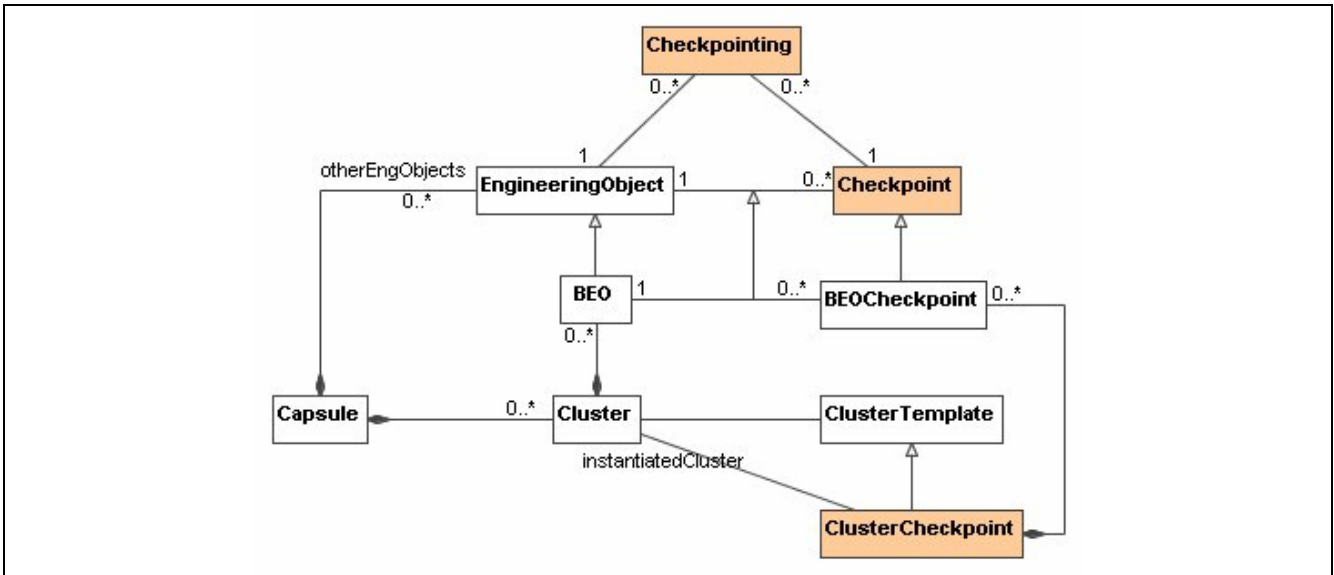 Checkpointing
0..*
0..*
1
1
otherEngObjects
0..*
EngineeringObject
1
0..*
Checkpoint
BEO
1
0..*
BEOCheckpoint
0..*
0..*
Capsule
0..*
Cluster
ClusterTemplate
instantiatedCluster
ClusterCheckpoint